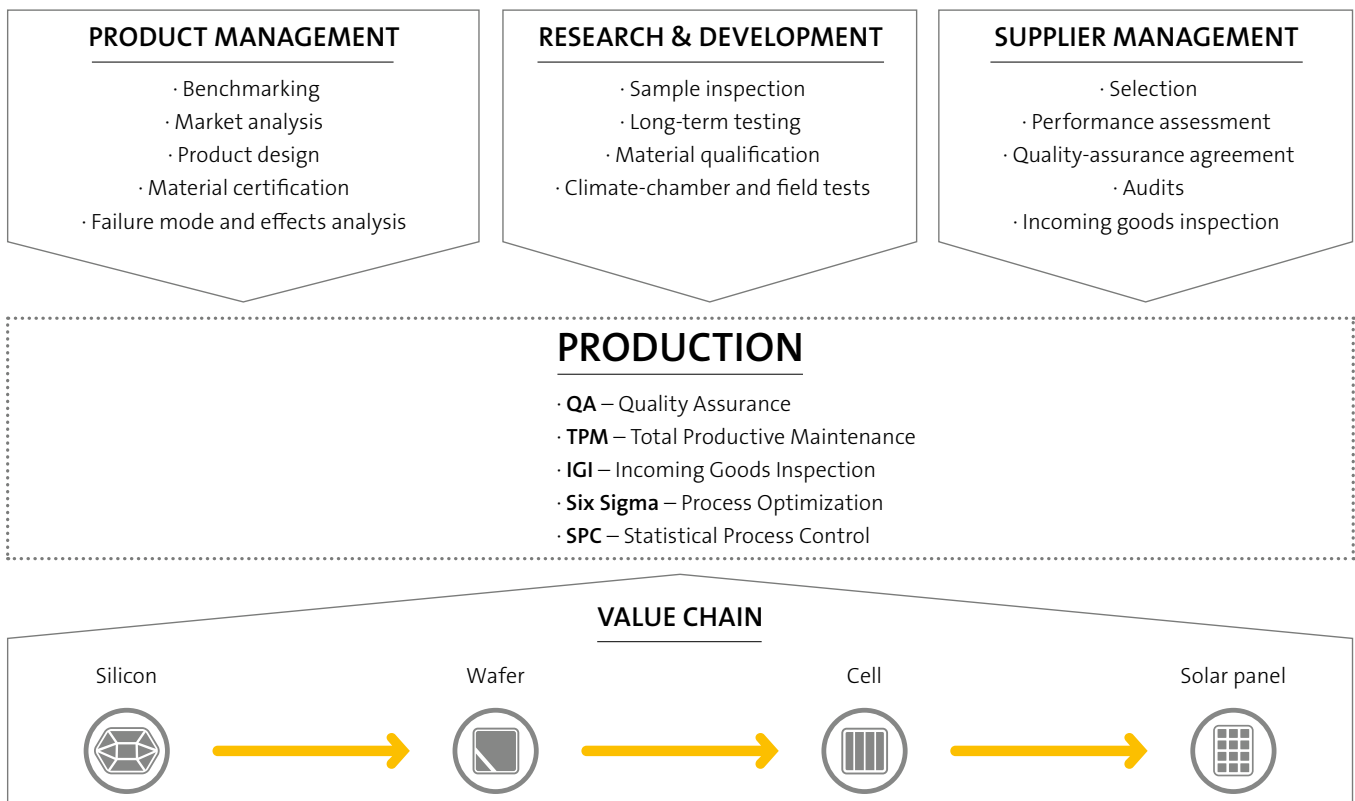 PRODUCT MANAGEMENT
· Benchmarking
· Market analysis
· Product design
· Material certification
· Failure mode and effects analysis
RESEARCH & DEVELOPMENT
· Sample inspection
· Long-term testing
· Material qualification
· Climate-chamber and field tests
SUPPLIER MANAGEMENT
· Selection
· Performance assessment
· Quality-assurance agreement
· Audits
· Incoming goods inspection
PRODUCTION
· QA – Quality Assurance
· TPM – Total Productive Maintenance
· IGI – Incoming Goods Inspection
· Six Sigma – Process Optimization
· SPC – Statistical Process Control
VALUE CHAIN
Silicon
Wafer
Cell
Solar panel